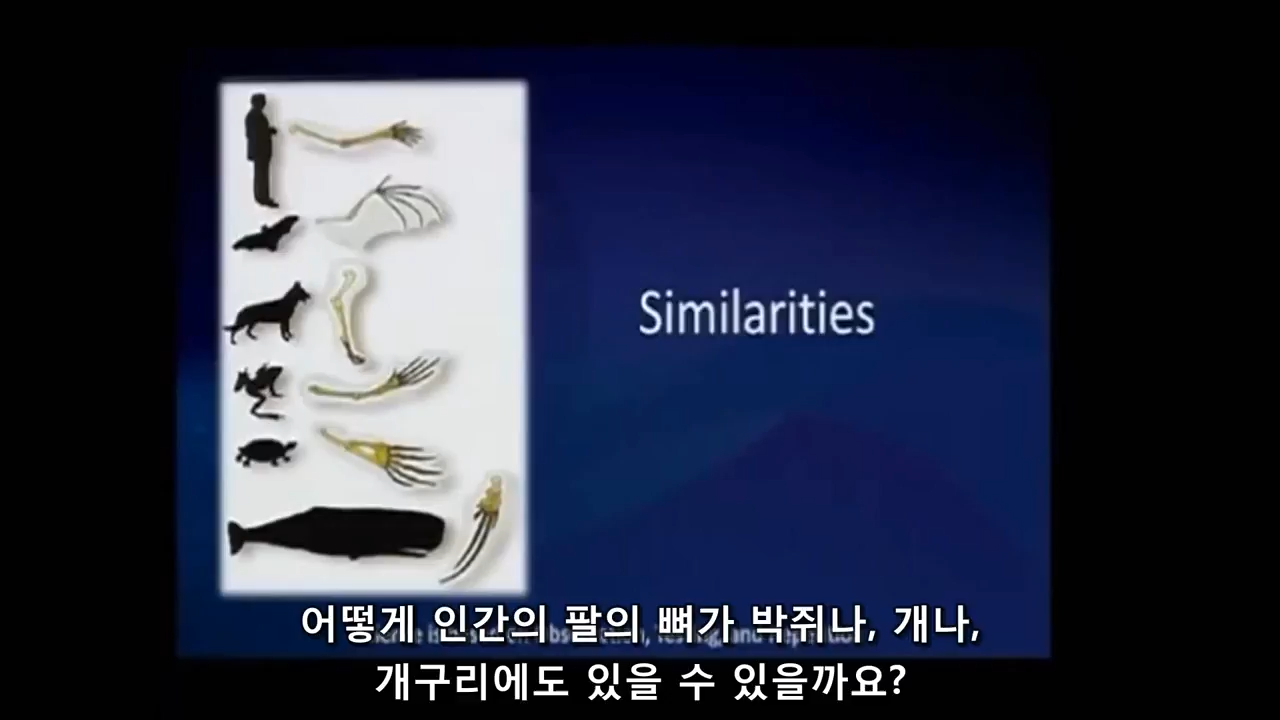 Similarities
어떻게 인간의 팔의 뼈가 박쥐나, 개나,
개구리에도 있을 수 있을까요?